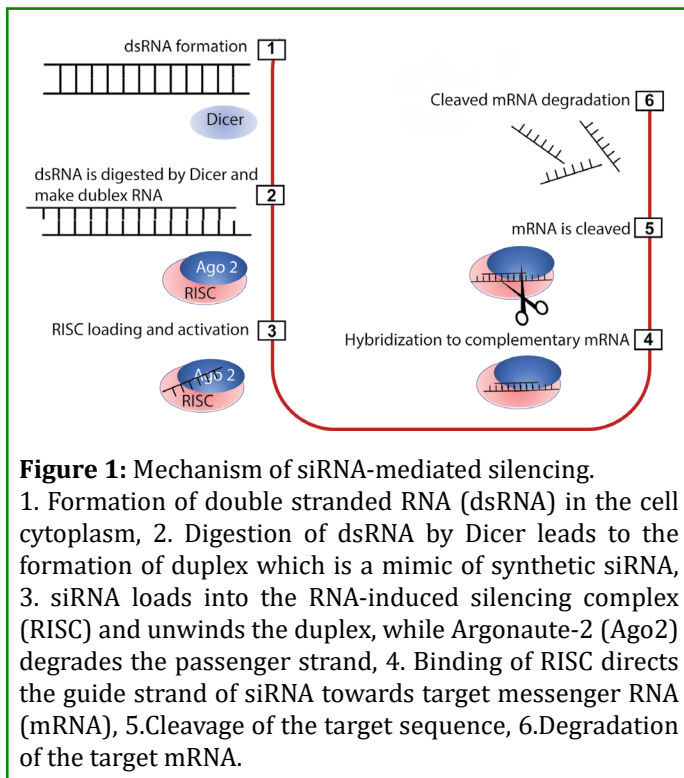 dsRNA formation
1
Dicer
dsRNA is digested by Dicer and
make dublex RNA
2
Ago 2
RISC
RISC loading and activation
3
Ago 2
RISC
Cleaved mRNA degradation
6
mRNA is cleaved
5
Hybridization to complementary mRNA
4
Figure 1: Mechanism of siRNA-mediated silencing.
1. Formation of double stranded RNA (dsRNA) in the cell
cytoplasm, 2. Digestion of dsRNA by Dicer leads to the
formation of duplex which is a mimic of synthetic siRNA,
3. siRNA loads into the RNA-induced silencing complex
(RISC) and unwinds the duplex, while Argonaute-2 (Ago2)
degrades the passenger strand, 4. Binding of RISC directs
the guide strand of siRNA towards target messenger RNA
(mRNA), 5.Cleavage of the target sequence, 6.Degradation
of the target mRNA.